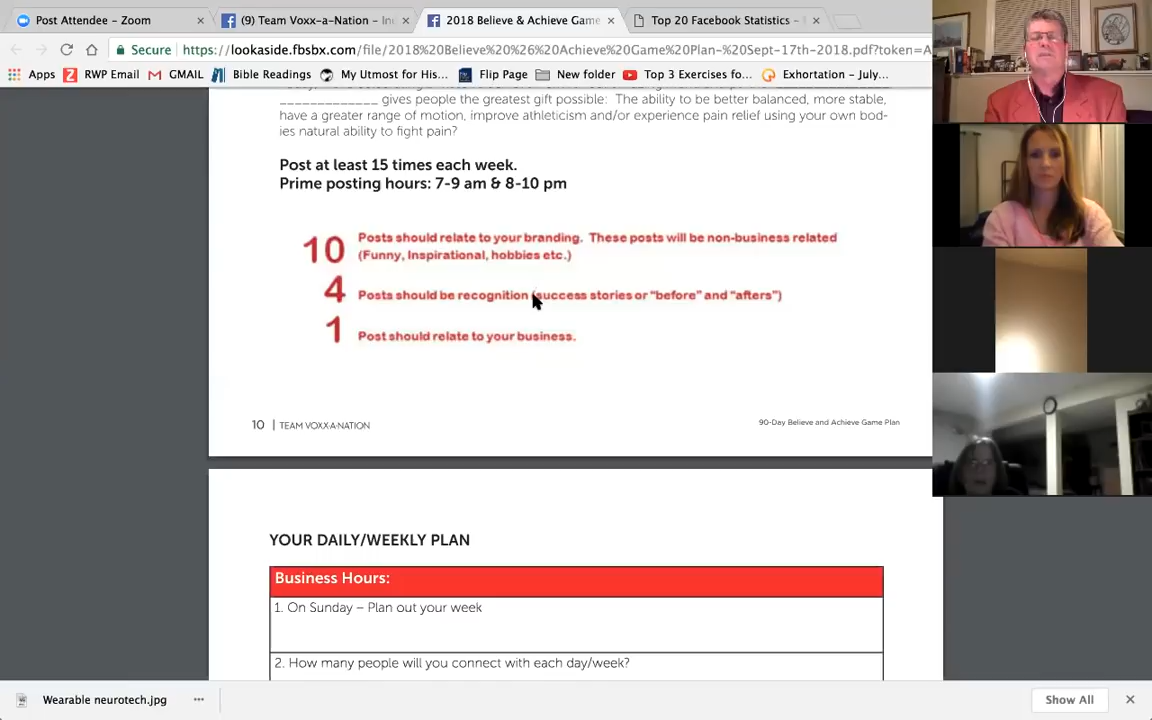 Post Attendee - Zoom
(9) Team Voxx-a-Nation - In
2018 Believe & Achieve Game
Top 20 Facebook Statistics -
Secure
https://lookaside.fbsbx.com/file/2018%20Believe%20%26%20Achieve%20Game%20Plan-%20Sept-17th-2018.pdf?token=A
Apps
RWP Email
GMAIL
Bible Readings
My Utmost for His...
Flip Page
New folder
Top 3 Exercises fo...
Exhortation - July...
_____________ gives people the greatest gift possible: The ability to be better balanced, more stable,
have a greater range of motion, improve athleticism and/or experience pain relief using your own bod-
ies natural ability to fight pain?
Post at least 15 times each week.
Prime posting hours: 7-9 am & 8-10 pm
10 Posts should relate to your branding. These posts will be non-business related
(Funny, Inspirational, hobbies etc.)
4 Posts should be recognition (success stories or "before" and "afters")
1 Post should relate to your business.
10 | TEAM VOXX-A-NATION
90-Day Believe and Achieve Game Plan
YOUR DAILY/WEEKLY PLAN
Business Hours:
1. On Sunday – Plan out your week
2. How many people will you connect with each day/week?
Wearable neurotech.jpg
Show All